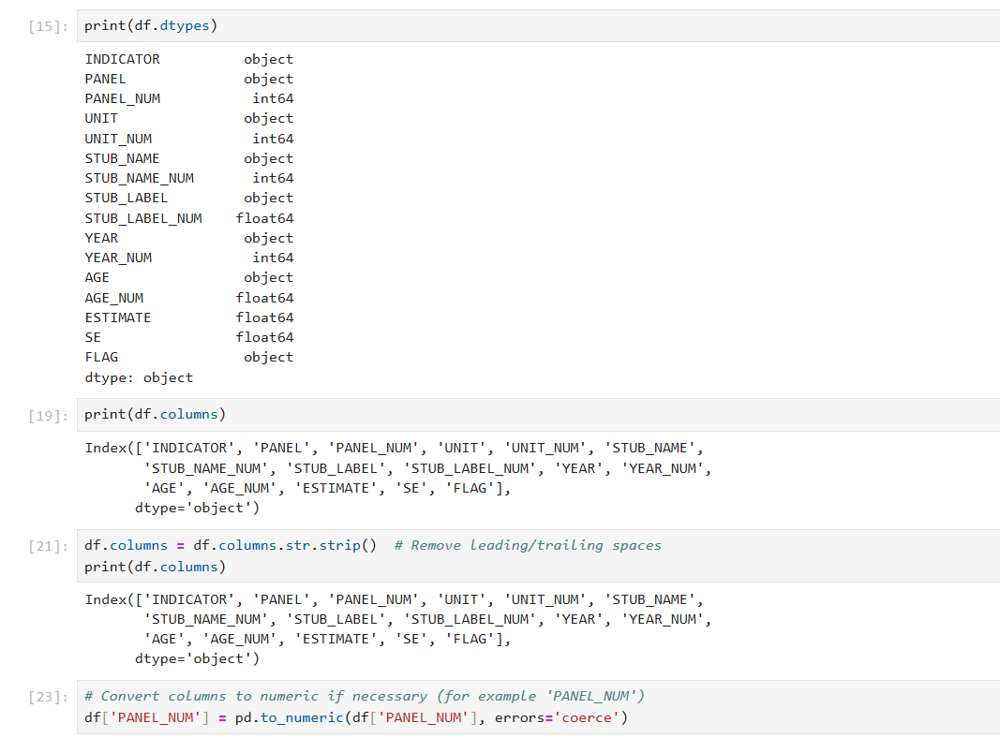 [15]: print(df.dtypes)
INDICATOR object
PANEL object
PANEL_NUM int64
UNIT object
UNIT_NUM int64
STUB_NAME object
STUB_NAME_NUM int64
STUB_LABEL object
STUB_LABEL_NUM float64
YEAR object
YEAR_NUM int64
AGE object
AGE_NUM float64
ESTIMATE float64
SE float64
FLAG object
dtype: object
[19]: print(df.columns)
Index(['INDICATOR', 'PANEL', 'PANEL_NUM', 'UNIT', 'UNIT_NUM', 'STUB_NAME',
'STUB_NAME_NUM', 'STUB_LABEL', 'STUB_LABEL_NUM', 'YEAR', 'YEAR_NUM',
'AGE', 'AGE_NUM', 'ESTIMATE', 'SE', 'FLAG'],
dtype='object')
[21]: df.columns = df.columns.str.strip() # Remove leading/trailing spaces
print(df.columns)
Index(['INDICATOR', 'PANEL', 'PANEL_NUM', 'UNIT', 'UNIT_NUM', 'STUB_NAME',
'STUB_NAME_NUM', 'STUB_LABEL', 'STUB_LABEL_NUM', 'YEAR', 'YEAR_NUM',
'AGE', 'AGE_NUM', 'ESTIMATE', 'SE', 'FLAG'],
dtype='object')
[23]: # Convert columns to numeric if necessary (for example 'PANEL_NUM')
df['PANEL_NUM'] = pd.to_numeric(df['PANEL_NUM'], errors='coerce')